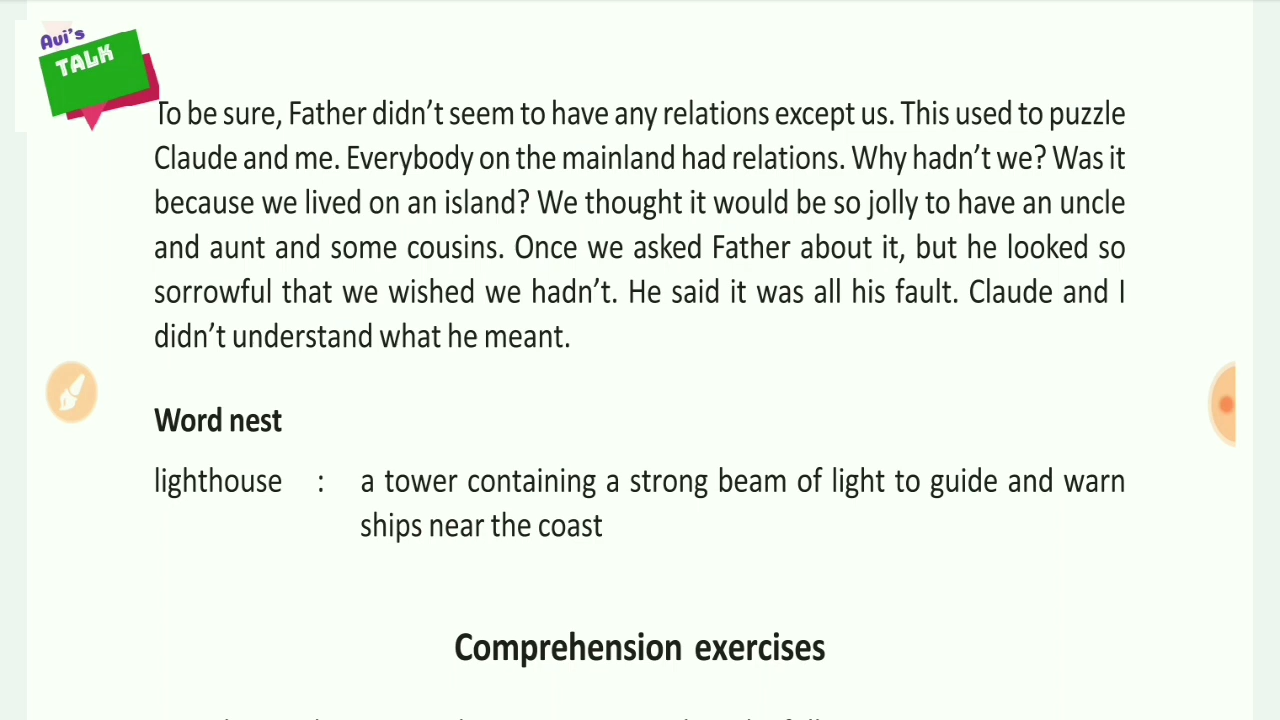 Avi's
TALK
To be sure, Father didn't seem to have any relations except us. This used to puzzle
Claude and me. Everybody on the mainland had relations. Why hadn't we? Was it
because we lived on an island? We thought it would be so jolly to have an uncle
and aunt and some cousins. Once we asked Father about it, but he looked so
sorrowful that we wished we hadn't. He said it was all his fault. Claude and I
didn't understand what he meant.
Word nest
lighthouse : a tower containing a strong beam of light to guide and warn
ships near the coast
Comprehension exercises